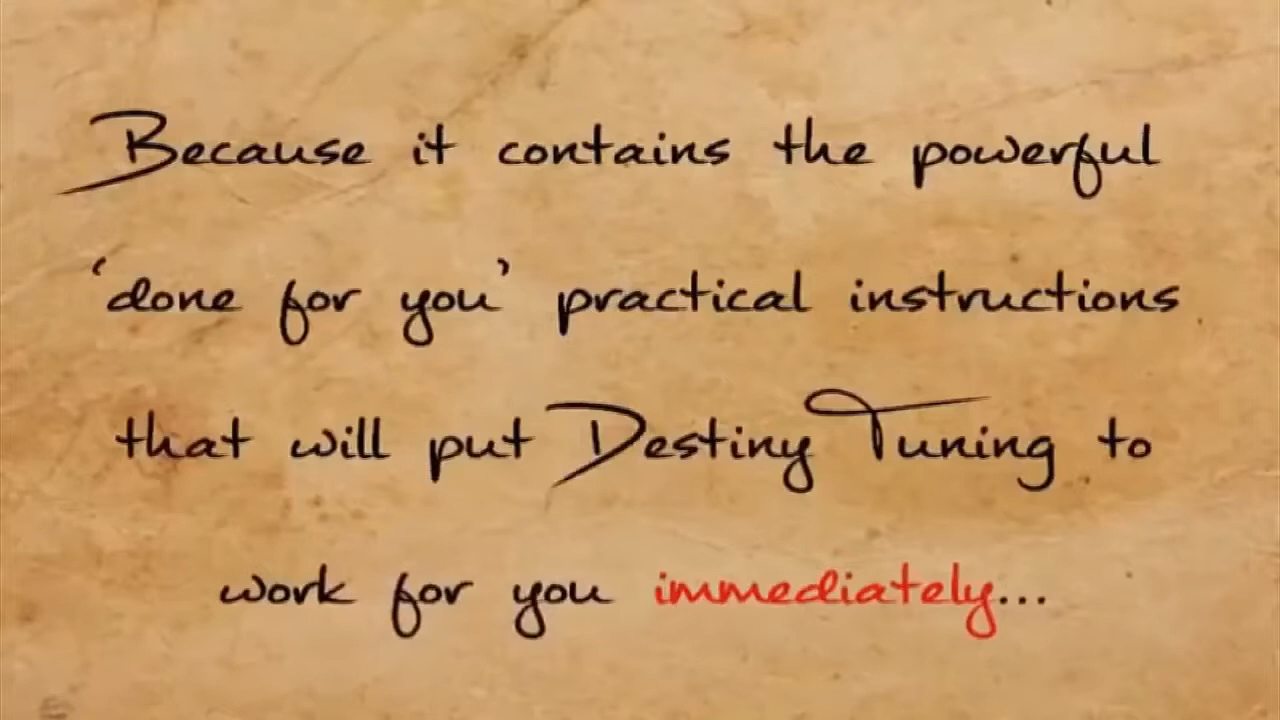 Because it contains the powerful
‘done for you’ practical instructions
that will put Destiny Tuning to
work for you immediately...